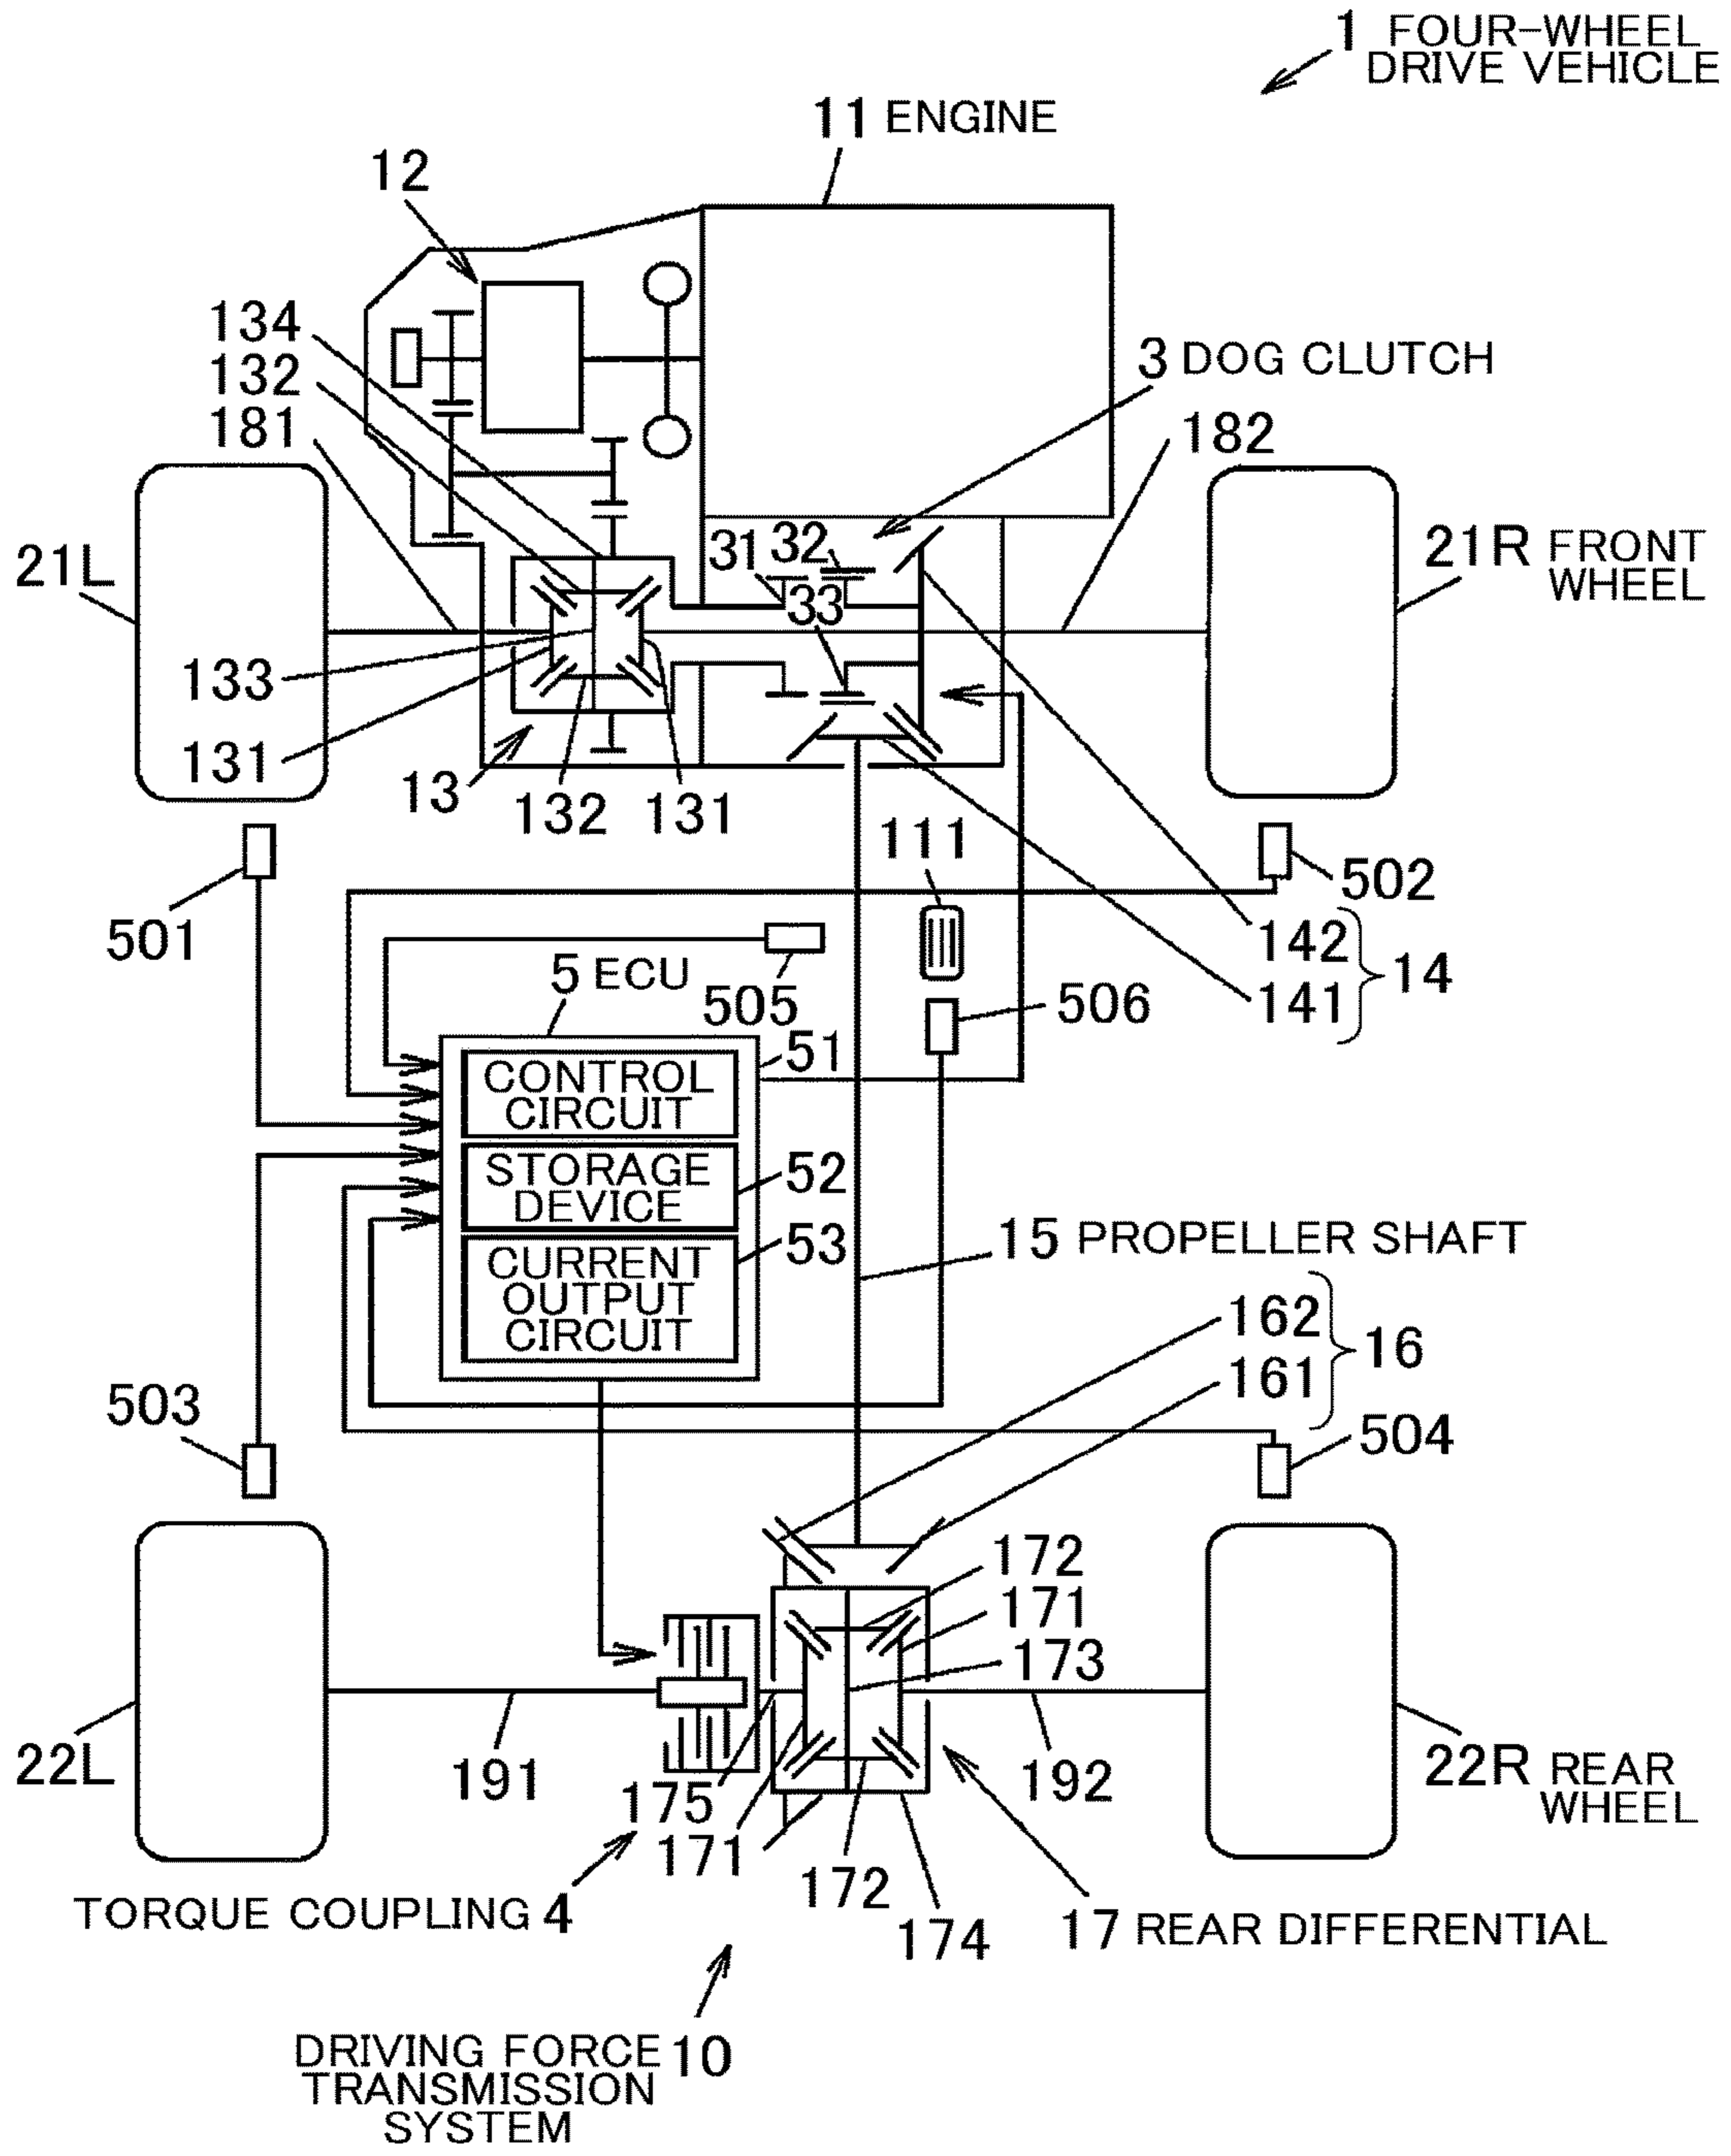 1 FOUR-WHEEL
DRIVE VEHICLE
11 ENGINE
12
134
132
181
3 DOG CLUTCH
182
21L
31
32
33
21R FRONT
WHEEL
133
131
13
132
131
111
501
502
142
141
14
505
506
5 ECU
51
CONTROL
CIRCUIT
STORAGE
DEVICE
52
CURRENT
OUTPUT
CIRCUIT
53
15 PROPELLER SHAFT
162
161
16
503
504
172
171
173
22L
191
175
171
172
174
192
22R REAR
WHEEL
TORQUE COUPLING 4
17 REAR DIFFERENTIAL
DRIVING FORCE 10
TRANSMISSION
SYSTEM